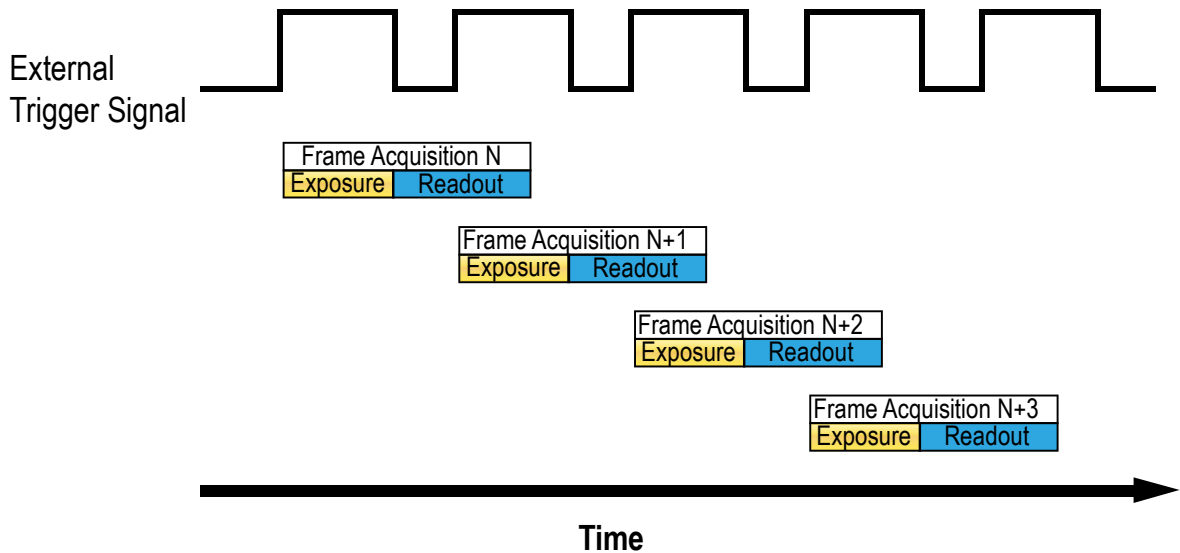 External
Trigger Signal
Frame Acquisition N
Exposure Readout
Frame Acquisition N+1
Exposure Readout
Frame Acquisition N+2
Exposure Readout
Frame Acquisition N+3
Exposure Readout
Time